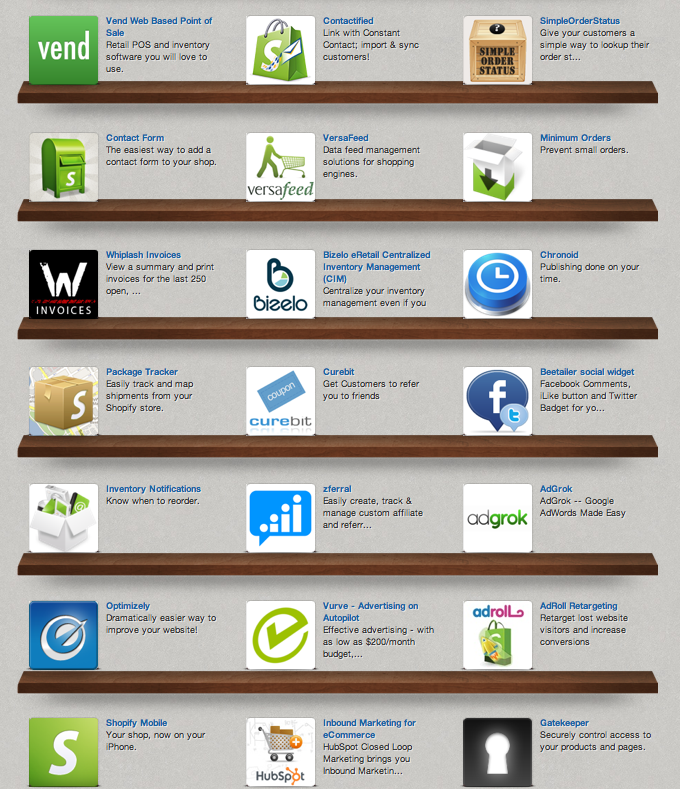 vend
Vend Web Based Point of
Sale
Retail POS and inventory
software you will love to
use.
S
Contactified
Link with Constant
Contact; import & sync
customers!
?
SIMPLE
ORDER
STATUS
SimpleOrderStatus
Give your customers a
simple way to lookup their
order st...
S
Contact Form
The easiest way to add a
contact form to your shop.
versafeed
VersaFeed
Data feed management
solutions for shopping
engines.
Minimum Orders
Prevent small orders.
W
INVOICES
Whiplash Invoices
View a summary and print
invoices for the last 250
open, ...
b
Bizelo
Bizelo eRetail Centralized
Inventory Management
(CIM)
Centralize your inventory
management even if you
Chronoid
Publishing done on your
time.
S
Package Tracker
Easily track and map
shipments from your
Shopify store.
coupon
curebit
Curebit
Get Customers to refer
you to friends
f
t
Beetailer social widget
Facebook Comments,
iLike button and Twitter
Badget for yo...
@
Inventory Notifications
Know when to reorder.
zferral
Easily create, track &
manage custom affiliate
and referr...
adgrok
AdGrok
AdGrok -- Google
AdWords Made Easy
Optimizely
Dramatically easier way to
improve your website!
Vurve - Advertising on
Autopilot
Effective advertising - with
as low as $200/month
budget,...
adroll
AdRoll Retargeting
Retarget lost website
visitors and increase
conversions
S
Shopify Mobile
Your shop, now on your
iPhone.
HubSpot
Inbound Marketing for
eCommerce
HubSpot Closed Loop
Marketing brings you
Inbound Marketin...
Gatekeeper
Securely control access to
your products and pages.